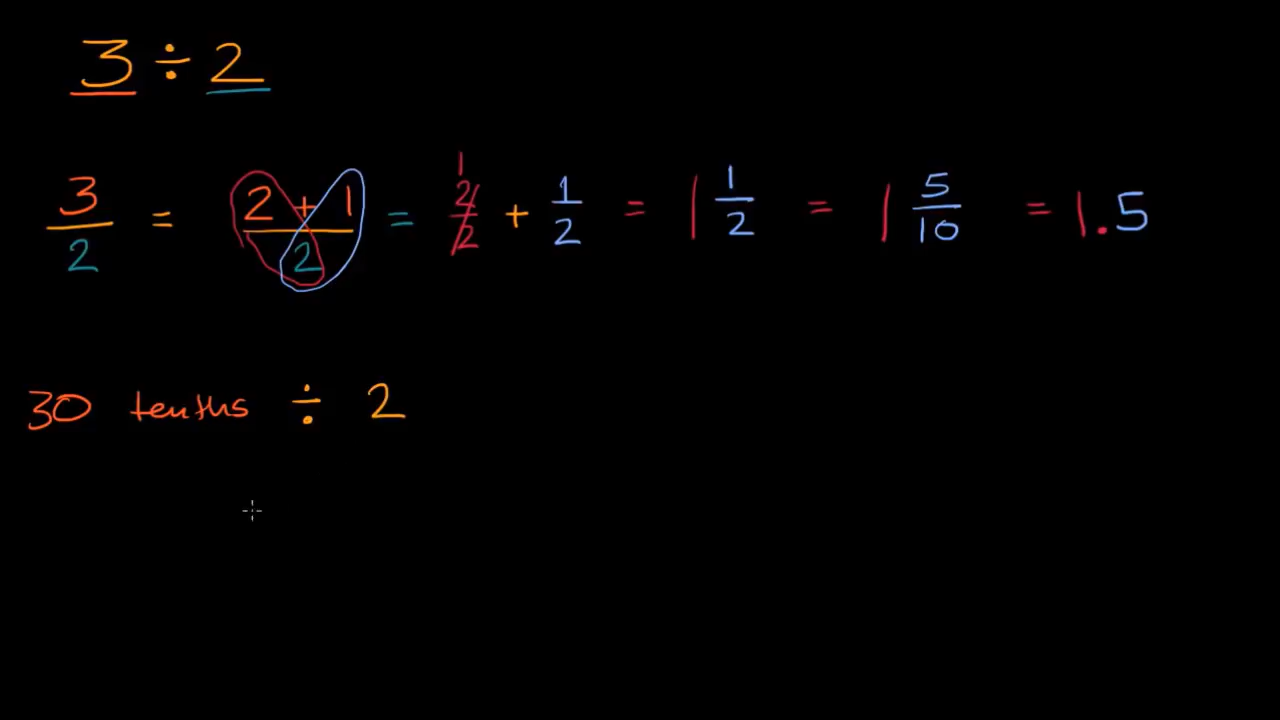 3 ÷ 2
3/2 = (2 + 1)/2 = 1 2/2 + 1/2 = 1 1/2 = 1 5/10 = 1.5
30 tenths ÷ 2